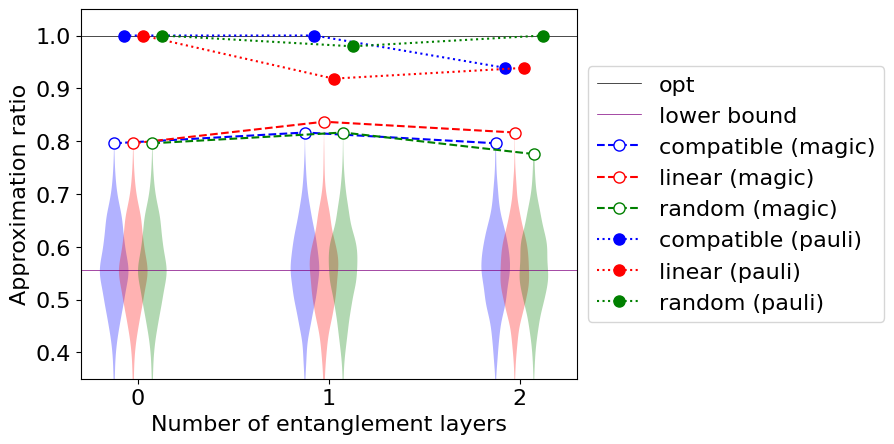 Approximation ratio
1.0
0.9
0.8
0.7
0.6
0.5
0.4
0
1
2
Number of entanglement layers
opt
lower bound
compatible (magic)
linear (magic)
random (magic)
compatible (pauli)
linear (pauli)
random (pauli)